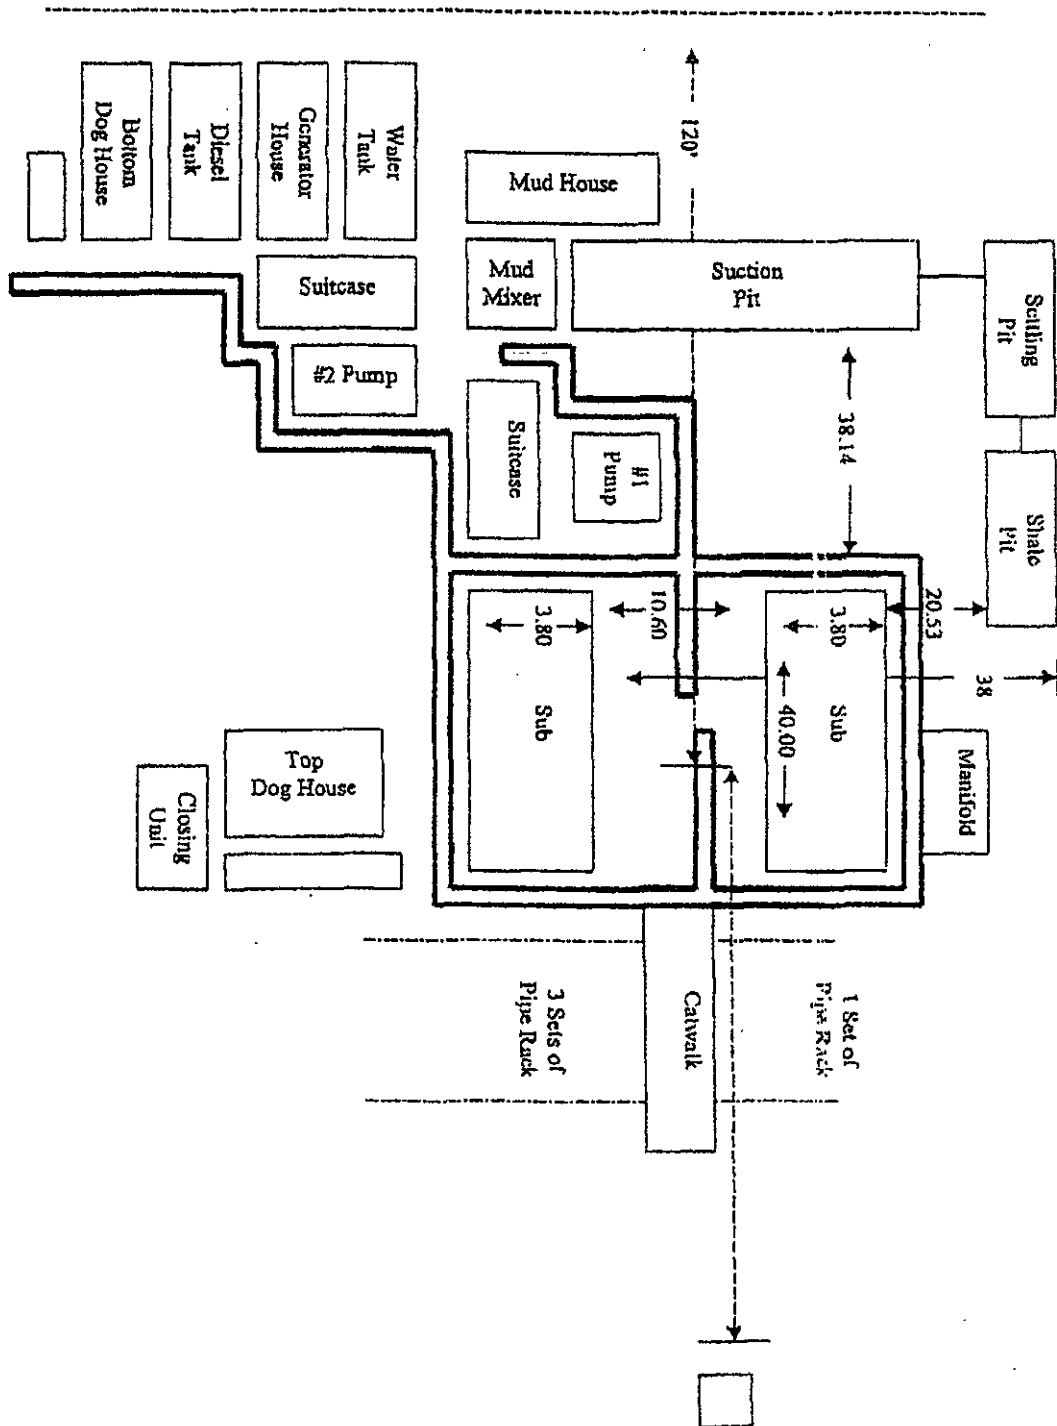 120'
Water
Tank
Generator
House
Diesel
Tank
Bottom
Dog House
Mud House
Mud
Mixer
Suction
Pit
Settling
Pit
Suitcase
#2 Pump
Suitcase
#1
Pump
38.14
Shale
Pit
3.80
10.60
3.80
20.53
38
Sub
40.00
Sub
Manifold
Top
Dog House
Closing
Unit
Catwalk
3 Sets of
Pipe Rack
1 Set of
Pipe Rack